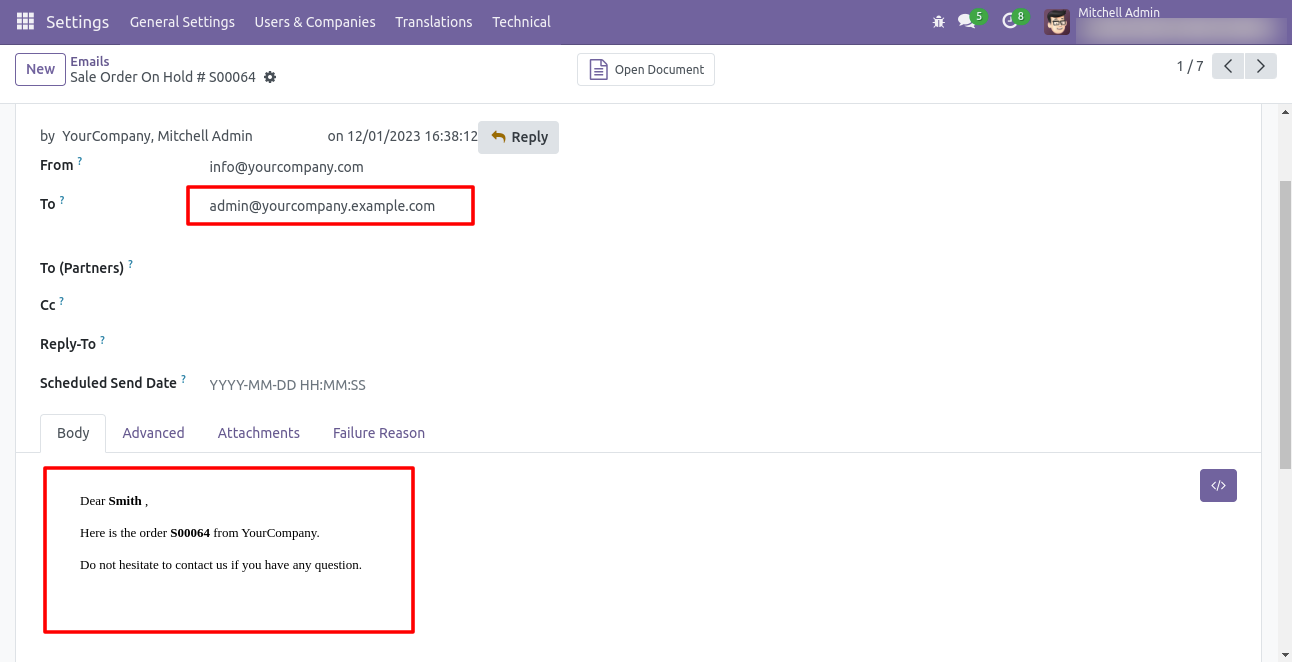 Settings General Settings Users & Companies Translations Technical 5 8 Mitchell Admin
New Emails
Sale Order On Hold # S00064
Open Document
1 / 7
by YourCompany, Mitchell Admin on 12/01/2023 16:38:12 Reply
From ? info@yourcompany.com
To ? admin@yourcompany.example.com
To (Partners) ?
Cc ?
Reply-To ?
Scheduled Send Date ? YYYY-MM-DD HH:MM:SS
Body Advanced Attachments Failure Reason
</>
Dear Smith ,
Here is the order S00064 from YourCompany.
Do not hesitate to contact us if you have any question.